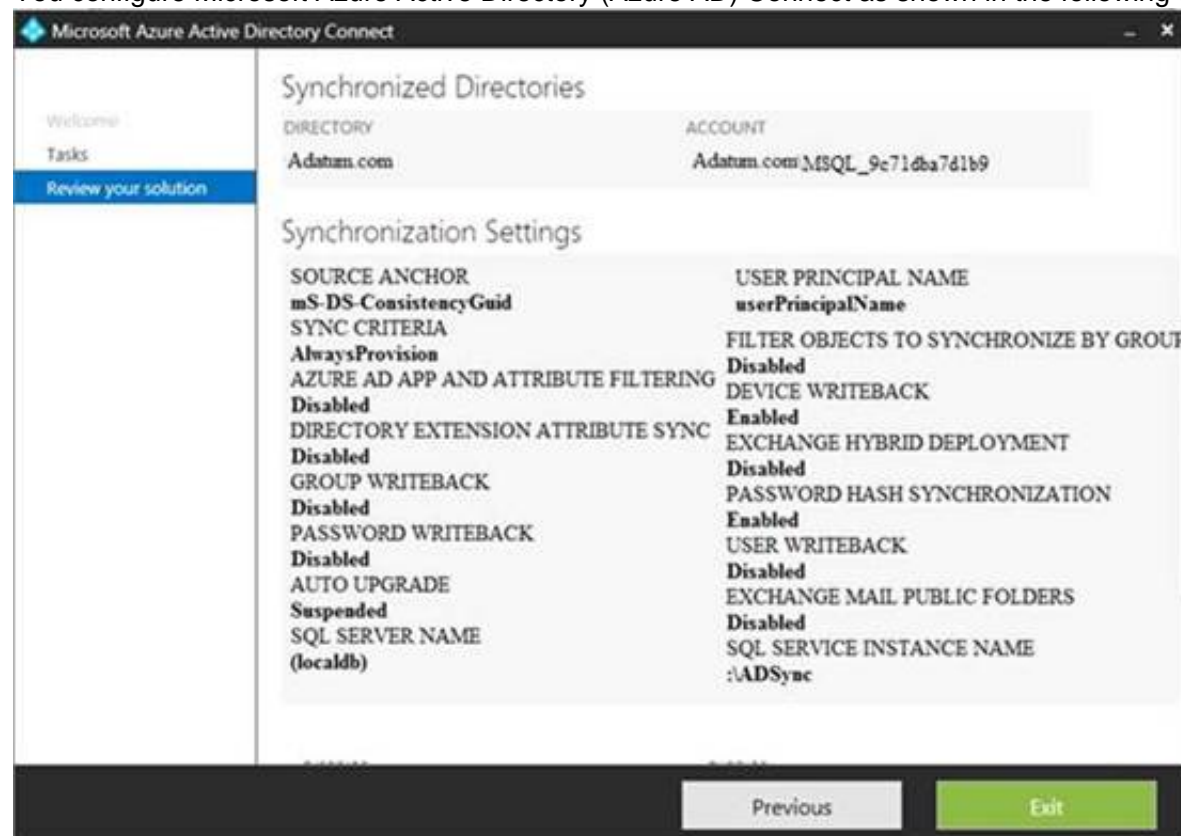 You configure Microsoft Azure Active Directory (Azure AD) Connect as shown in the following
Microsoft Azure Active Directory Connect
Welcome
Tasks
Review your solution
Synchronized Directories
DIRECTORY
ACCOUNT
Adatum.com
Adatum.com\MSQL_9c71dba7d1b9
Synchronization Settings
SOURCE ANCHOR
mS-DS-ConsistencyGuid
SYNC CRITERIA
AlwaysProvision
AZURE AD APP AND ATTRIBUTE FILTERING
Disabled
DIRECTORY EXTENSION ATTRIBUTE SYNC
Disabled
GROUP WRITEBACK
Disabled
PASSWORD WRITEBACK
Disabled
AUTO UPGRADE
Suspended
SQL SERVER NAME
(localdb)
USER PRINCIPAL NAME
userPrincipalName
FILTER OBJECTS TO SYNCHRONIZE BY GROUP
Disabled
DEVICE WRITEBACK
Enabled
EXCHANGE HYBRID DEPLOYMENT
Disabled
PASSWORD HASH SYNCHRONIZATION
Enabled
USER WRITEBACK
Disabled
EXCHANGE MAIL PUBLIC FOLDERS
Disabled
SQL SERVICE INSTANCE NAME
:\ADSync
Previous
Exit